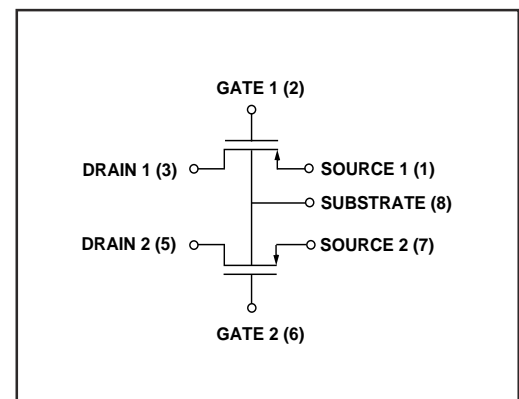 GATE 1 (2)
DRAIN 1 (3)
SOURCE 1 (1)
SUBSTRATE (8)
DRAIN 2 (5)
SOURCE 2 (7)
GATE 2 (6)